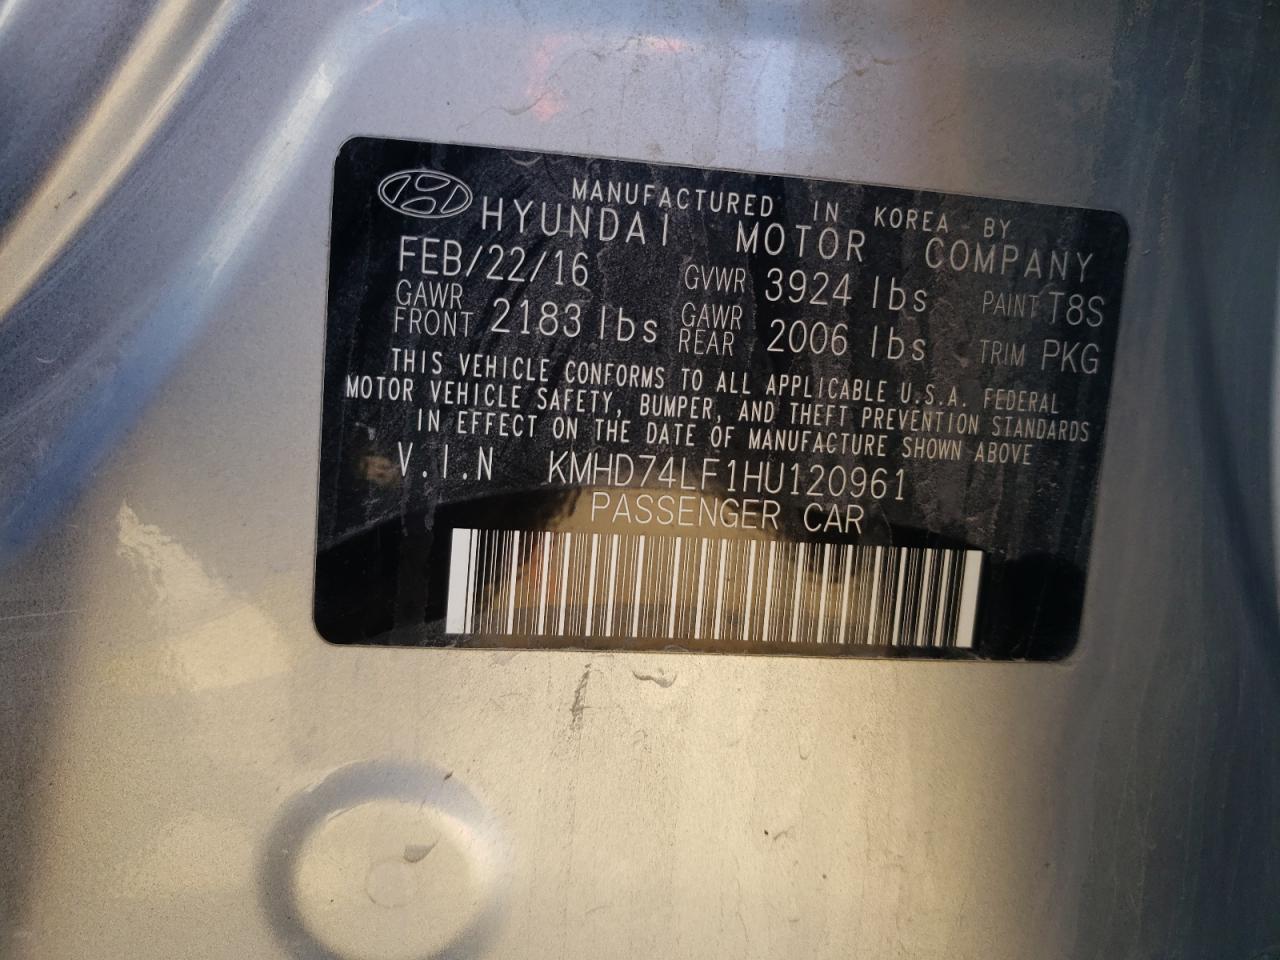 MANUFACTURED IN KOREA BY
HYUNDAI MOTOR COMPANY
FEB/22/16 GVWR 3924 lbs PAINT T8S
GAWR FRONT 2183 lbs GAWR REAR 2006 lbs TRIM PKG
THIS VEHICLE CONFORMS TO ALL APPLICABLE U.S.A. FEDERAL
MOTOR VEHICLE SAFETY, BUMPER, AND THEFT PREVENTION STANDARDS
IN EFFECT ON THE DATE OF MANUFACTURE SHOWN ABOVE
V.I.N KMHD74LF1HU120961
PASSENGER CAR